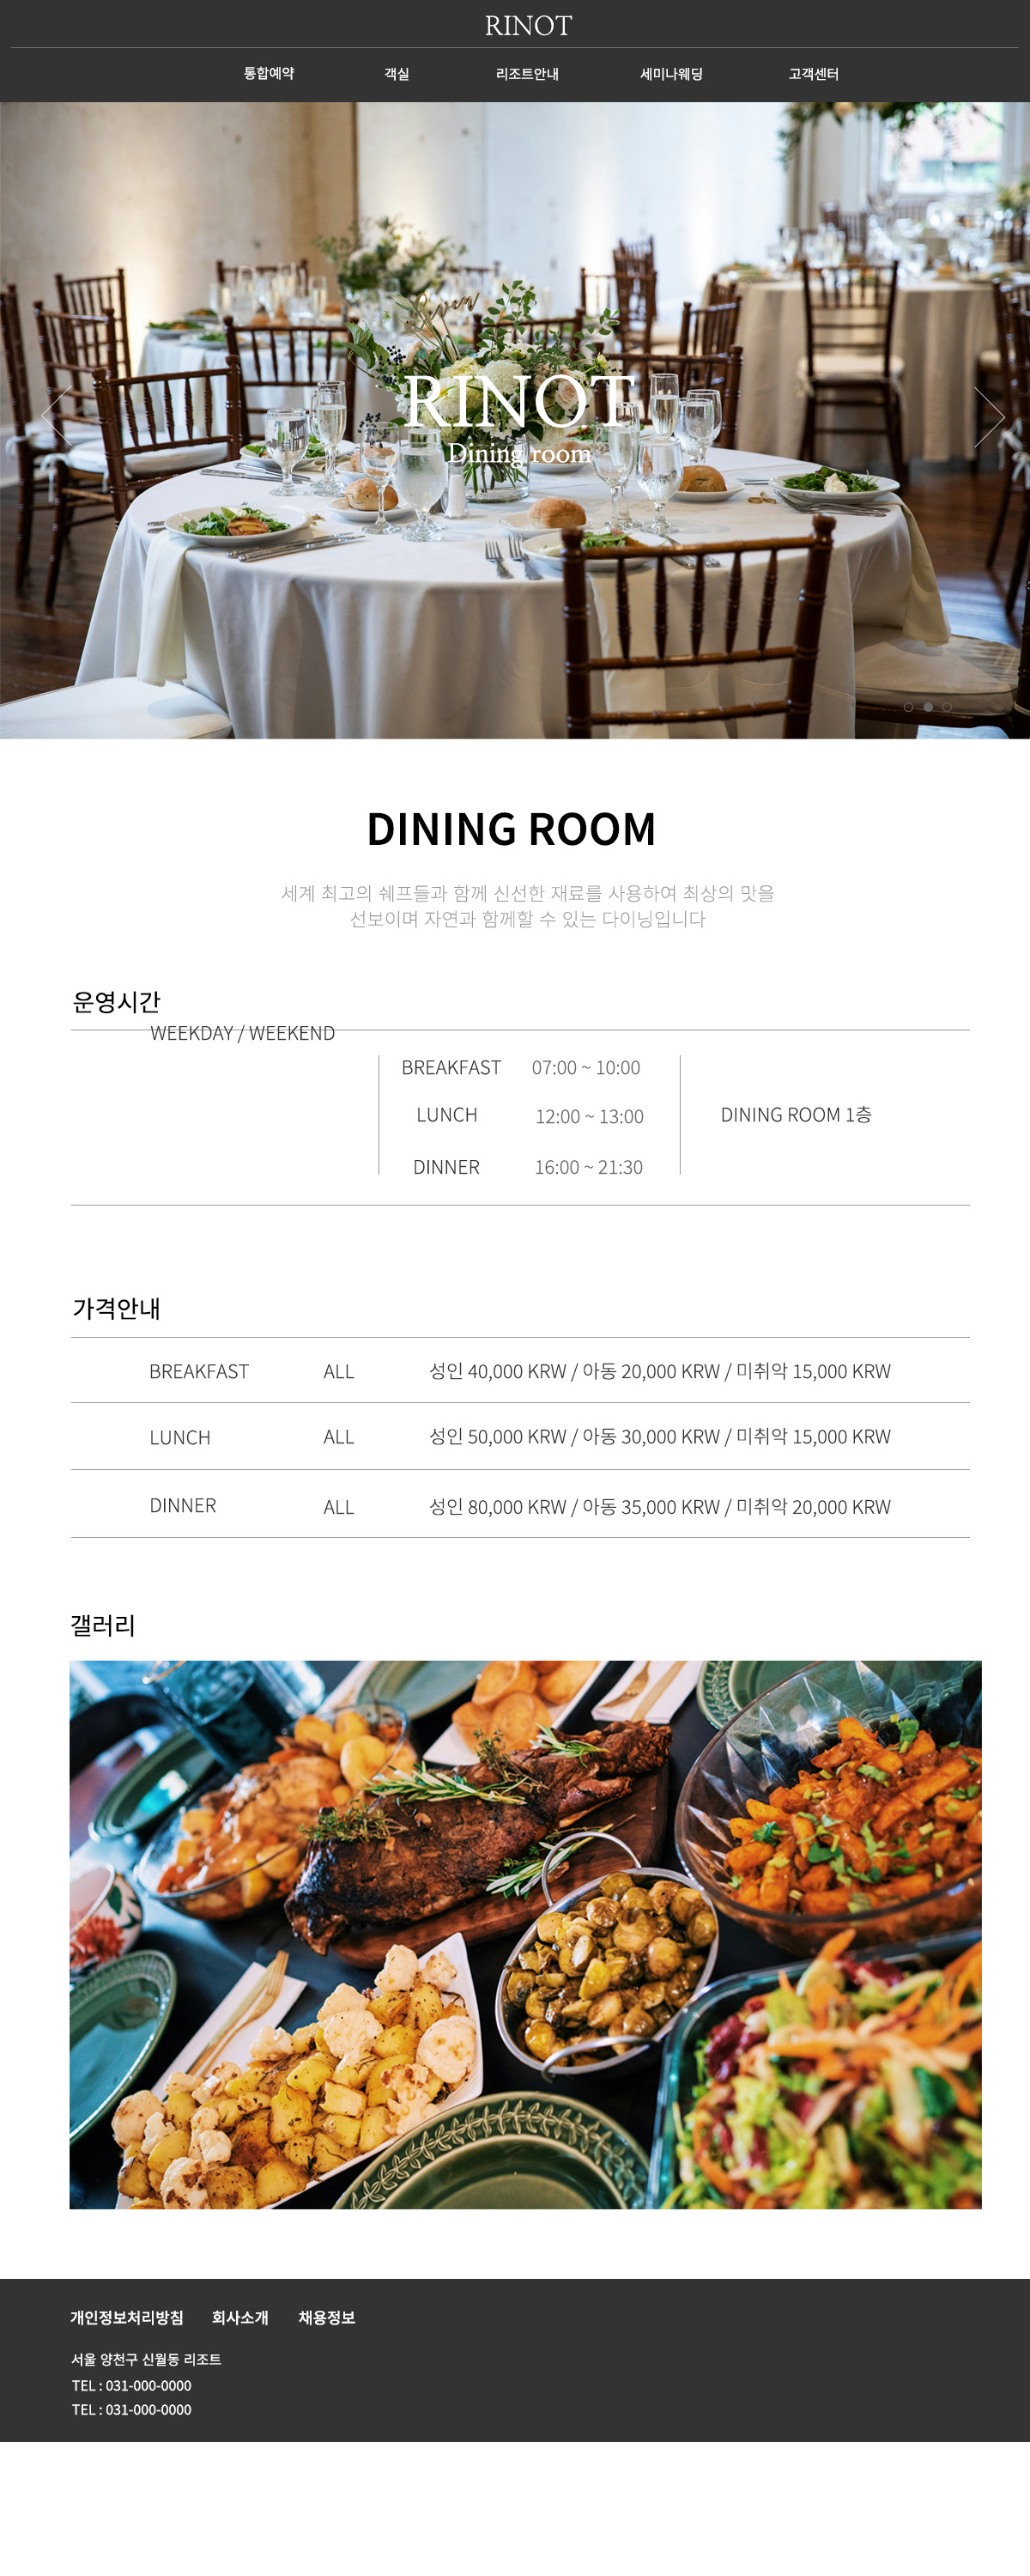 RINOT
통합예약 객실 리조트안내 세미나웨딩 고객센터
RINOT
Dining room
DINING ROOM
세계 최고의 쉐프들과 함께 신선한 재료를 사용하여 최상의 맛을
선보이며 자연과 함께할 수 있는 다이닝입니다
운영시간
WEEKDAY / WEEKEND
BREAKFAST 07:00 ~ 10:00
LUNCH 12:00 ~ 13:00 DINING ROOM 1층
DINNER 16:00 ~ 21:30
가격안내
BREAKFAST ALL 성인 40,000 KRW / 아동 20,000 KRW / 미취악 15,000 KRW
LUNCH ALL 성인 50,000 KRW / 아동 30,000 KRW / 미취악 15,000 KRW
DINNER ALL 성인 80,000 KRW / 아동 35,000 KRW / 미취악 20,000 KRW
갤러리
개인정보처리방침 회사소개 채용정보
서울 양천구 신월동 리조트
TEL : 031-000-0000
TEL : 031-000-0000